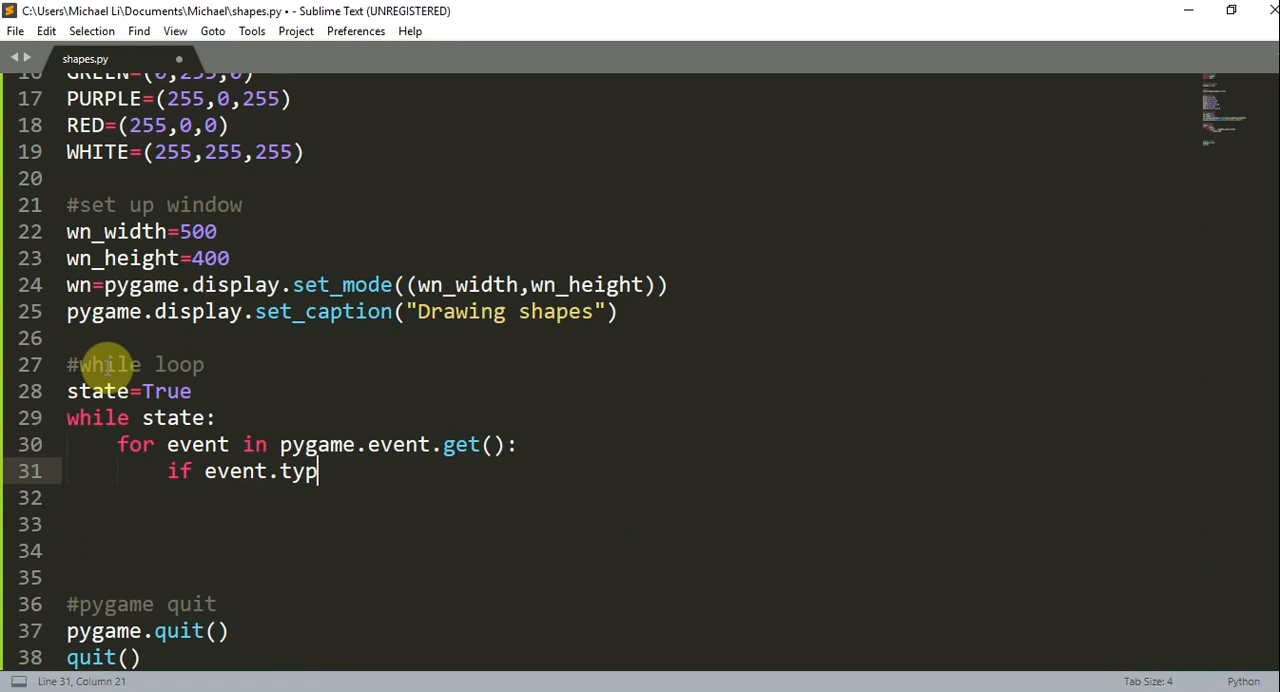 C:\Users\Michael Li\Documents\Michael\shapes.py • - Sublime Text (UNREGISTERED)
File Edit Selection Find View Goto Tools Project Preferences Help
shapes.py
16 GREEN=(0,255,0)
17 PURPLE=(255,0,255)
18 RED=(255,0,0)
19 WHITE=(255,255,255)
20
21 #set up window
22 wn_width=500
23 wn_height=400
24 wn=pygame.display.set_mode((wn_width,wn_height))
25 pygame.display.set_caption("Drawing shapes")
26
27 #while loop
28 state=True
29 while state:
30 for event in pygame.event.get():
31 if event.typ
32
33
34
35
36 #pygame quit
37 pygame.quit()
38 quit()
Line 31, Column 21 Tab Size: 4 Python